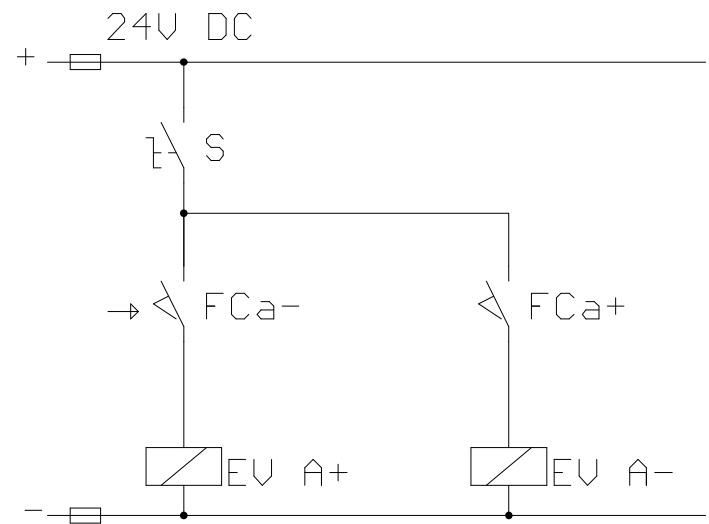 24V DC
+
S
FCa-
FCa+
EV A+
EV A-
-